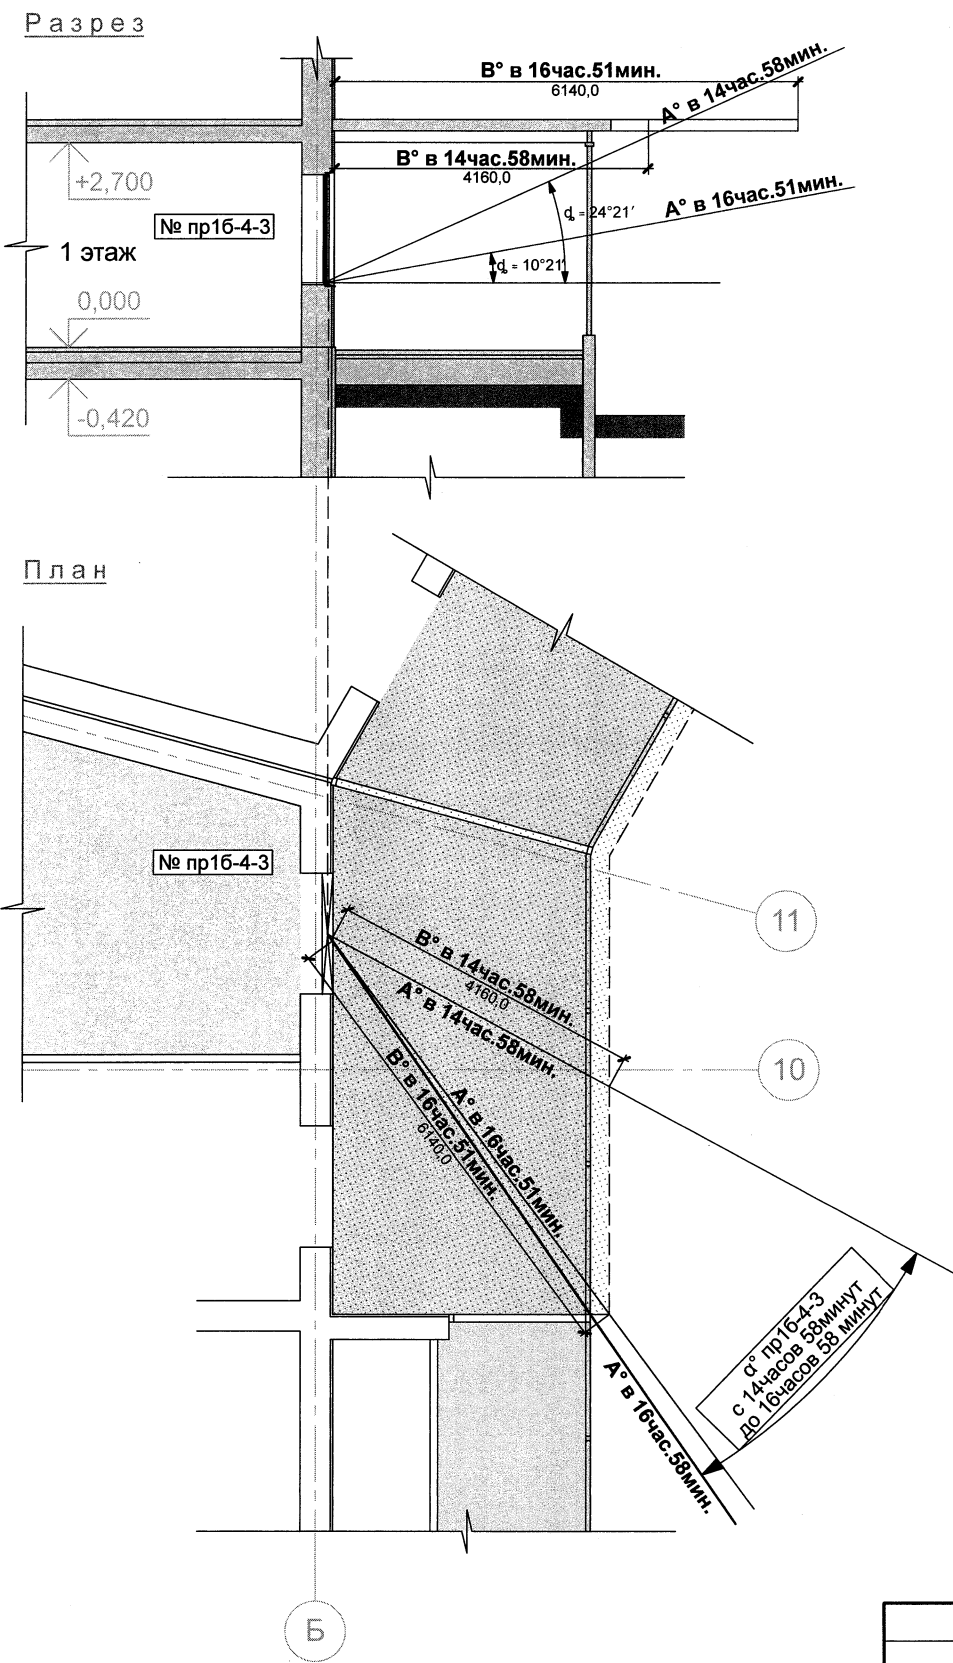 Разрез
В° в 16час.51мин.
6140,0
А° в 14час.58мин.
В° в 14час.58мин.
4160,0
+2,700
№ пр1б-4-3
А° в 16час.51мин.
= 24°21′
1 этаж
= 10°21′
0,000
-0,420
План
№ пр1б-4-3
11
В° в 14час.58мин.
4160,0
А° в 14час.58мин.
10
В° в 16час.51мин.
6140,0
А° в 16час.51мин.
α° пр1б-4-3
с 14часов 58минут
до 16часов 58 минут
А° в 16час.58мин.
Б